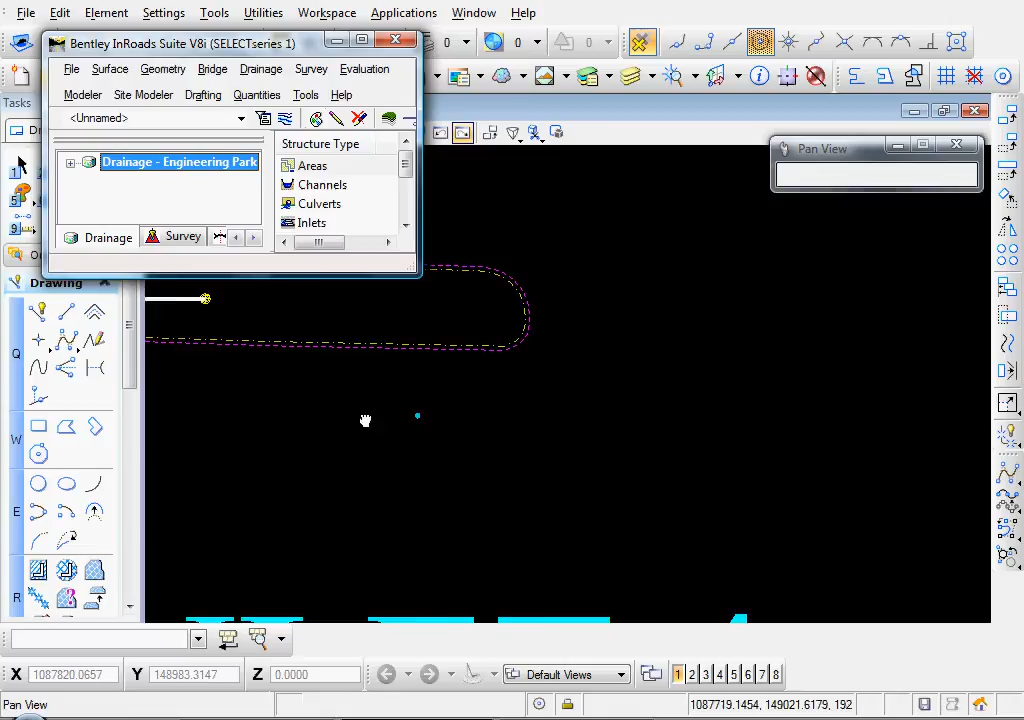 File Edit Element Settings Tools Utilities Workspace Applications Window Help
Bentley InRoads Suite V8i (SELECTseries 1)
0 0 0
File Surface Geometry Bridge Drainage Survey Evaluation
Modeler Site Modeler Drafting Quantities Tools Help
<Unnamed>
Tasks
Structure Type
Drainage - Engineering Park
Areas
Channels
Culverts
Inlets
Drainage Survey
Pan View
Drawing
Q
W
E
R
X 1087820.0657 Y 148983.3147 Z 0.0000 Default Views 1 2 3 4 5 6 7 8
Pan View 1087719.1454, 149021.6179, 192